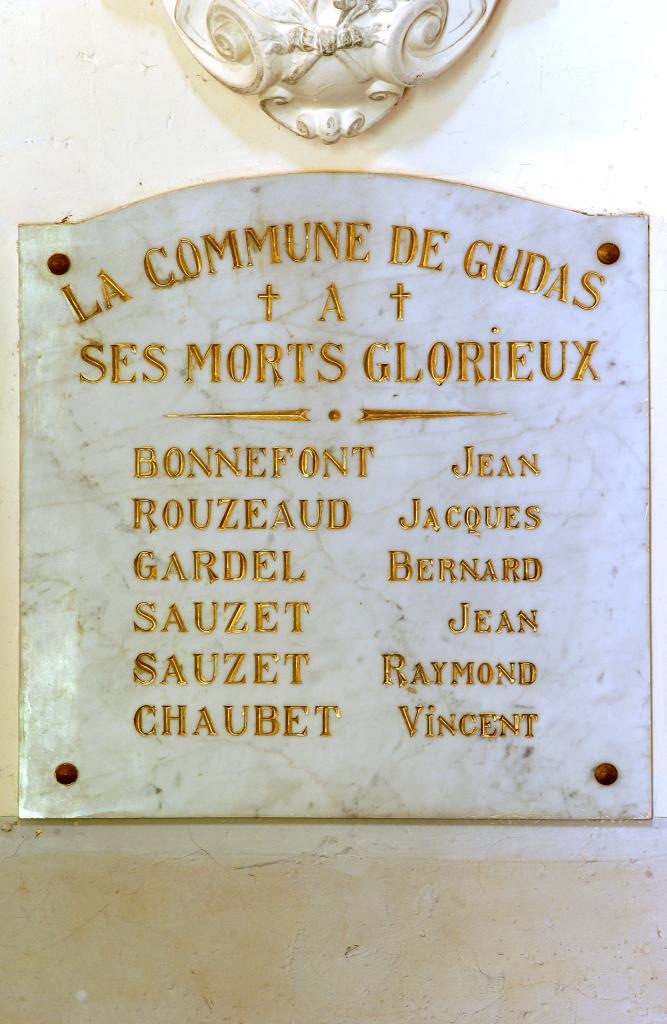 LA COMMUNE DE GUDAS
† A †
SES MORTS GLORIEUX
BONNEFONT JEAN
ROUZEAUD JACQUES
GARDEL BERNARD
SAUZET JEAN
SAUZET RAYMOND
CHAUBET VINCENT